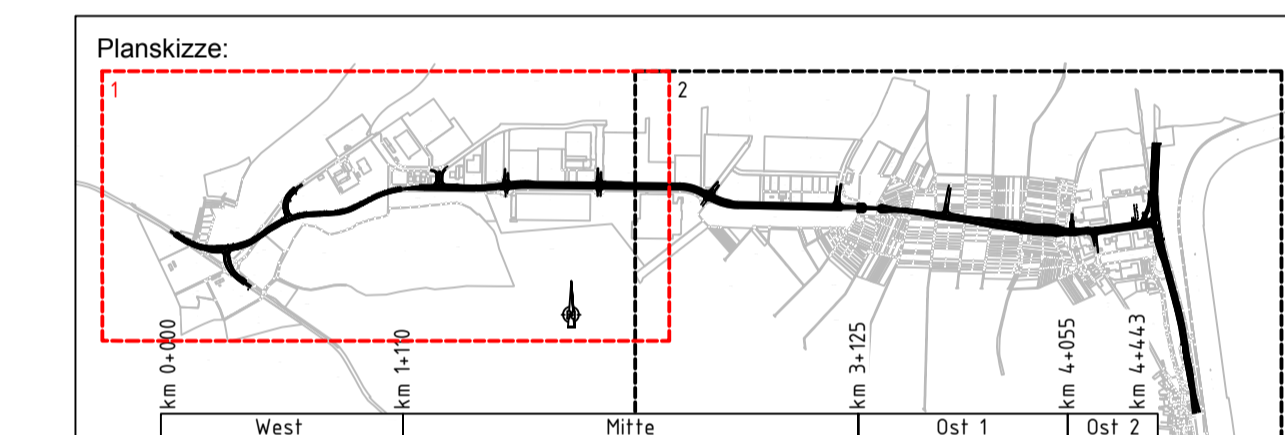 Planskizze:
1
2
km 0+000
km 1+110
km 3+125
km 4+055
km 4+443
West
Mitte
Ost 1
Ost 2